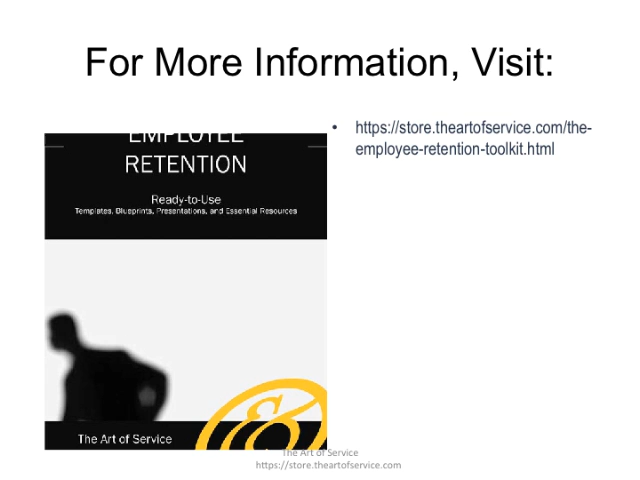 For More Information, Visit:
• https://store.theartofservice.com/the-
employee-retention-toolkit.html
EMPLOYEE
RETENTION
Ready-to-Use
Templates, Blueprints, Presentations, and Essential Resources
The Art of Service
&
The Art of Service
https://store.theartofservice.com